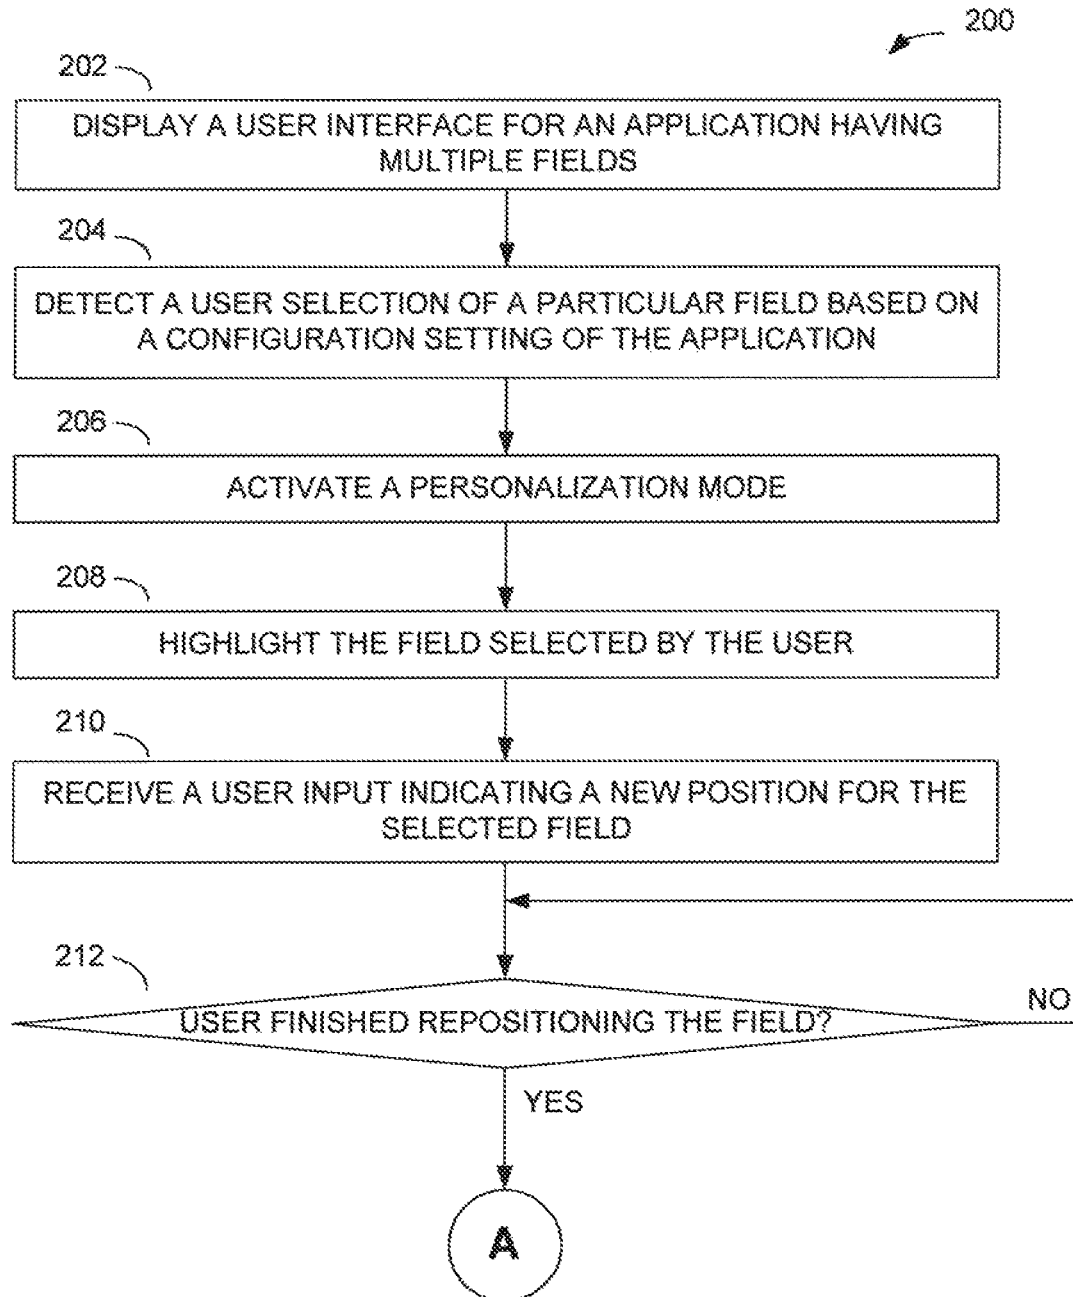 200
202
DISPLAY A USER INTERFACE FOR AN APPLICATION HAVING
MULTIPLE FIELDS
204
DETECT A USER SELECTION OF A PARTICULAR FIELD BASED ON
A CONFIGURATION SETTING OF THE APPLICATION
206
ACTIVATE A PERSONALIZATION MODE
208
HIGHLIGHT THE FIELD SELECTED BY THE USER
210
RECEIVE A USER INPUT INDICATING A NEW POSITION FOR THE
SELECTED FIELD
212
USER FINISHED REPOSITIONING THE FIELD?
NO
YES
A